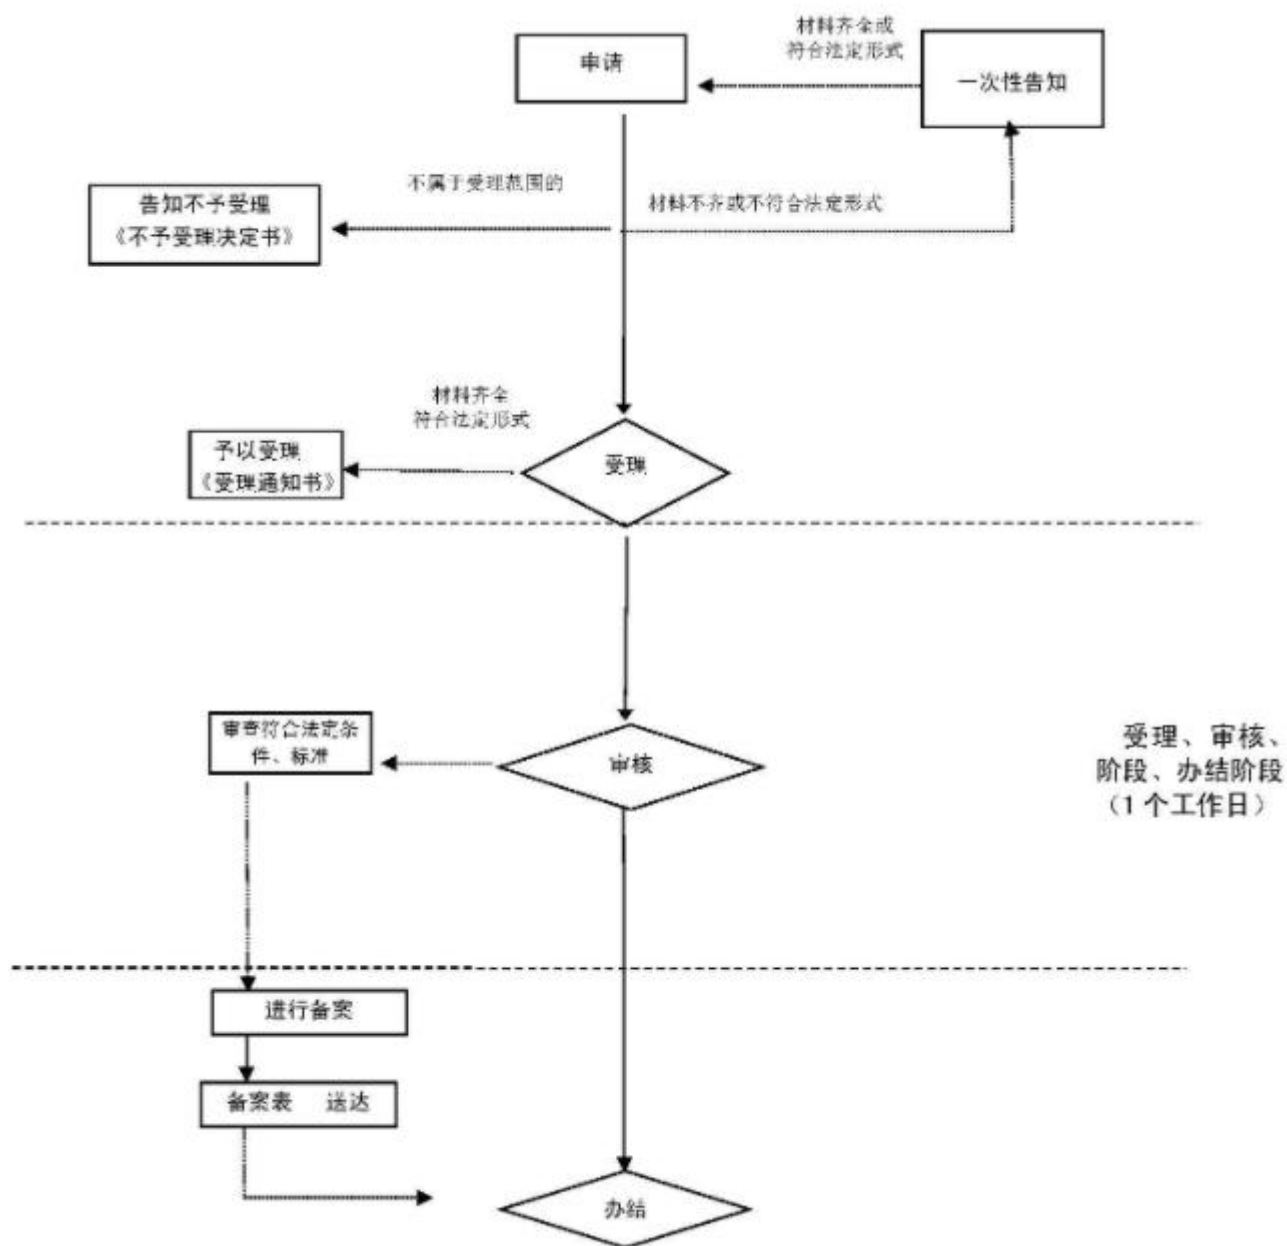 材料齐全或
符合法定形式
申请
一次性告知
不属于受理范围的
材料不齐或不符合法定形式
告知不予受理
《不予受理决定书》
材料齐全
符合法定形式
予以受理
《受理通知书》
受理
审查符合法定条
件、标准
审核
受理、审核、
阶段、办结阶段
（1 个工作日）
进行备案
备案表 送达
办结